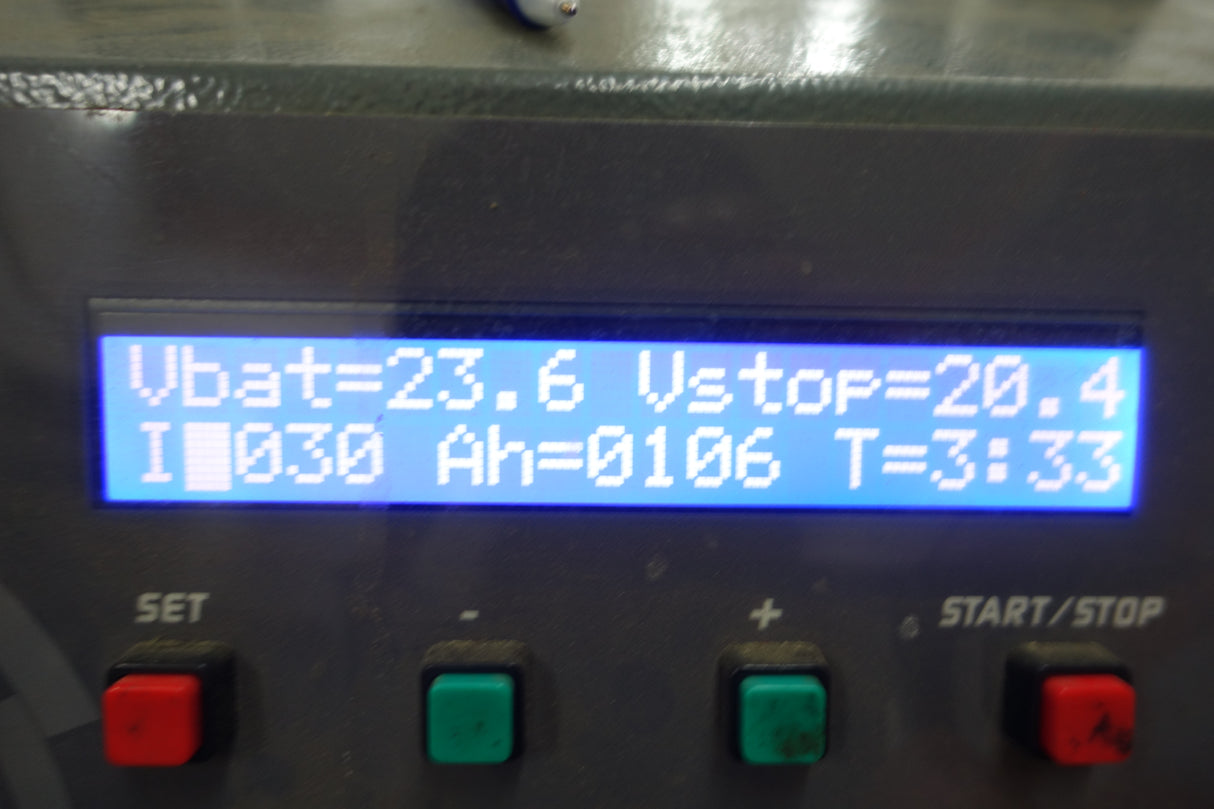 Vbat=23.6 Vstop=20.4
I█030 Ah=0106 T=3:33
SET - + START/STOP